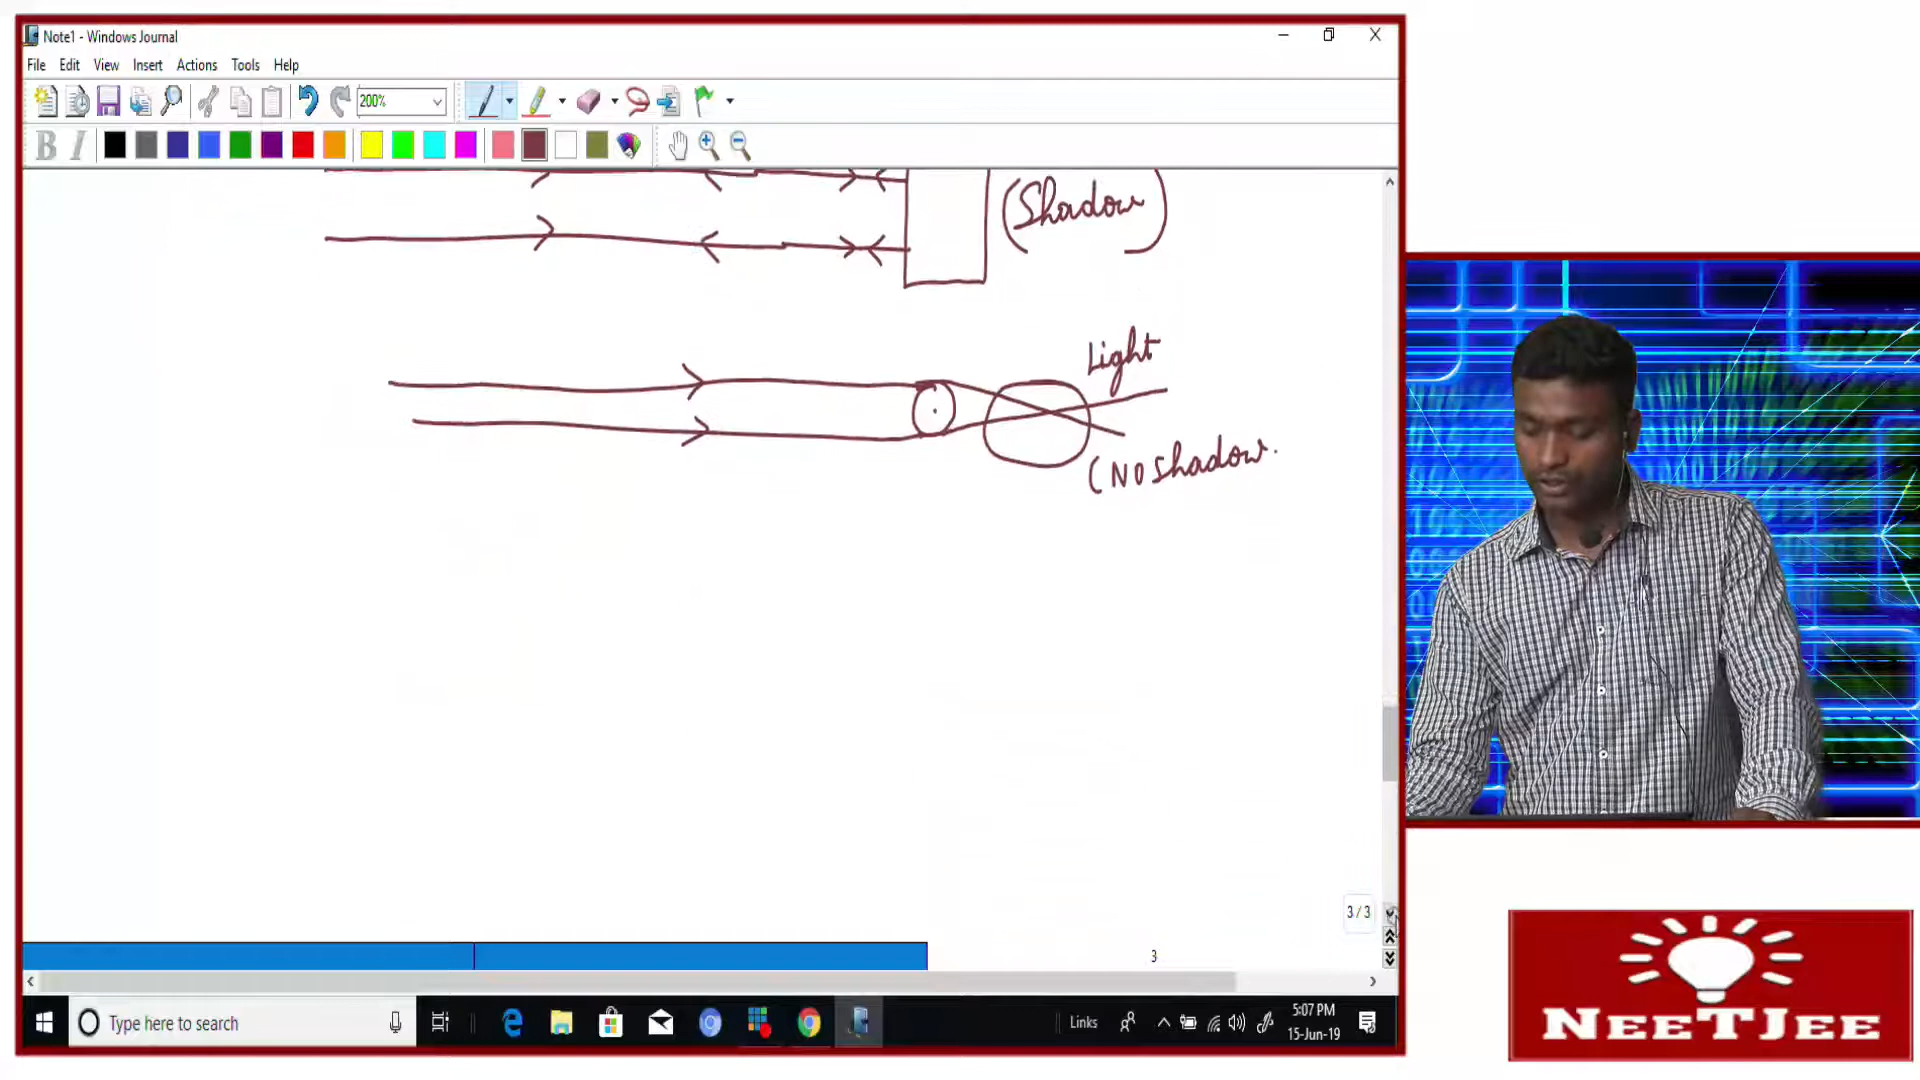 Note1 - Windows Journal
File Edit View Insert Actions Tools Help
200%
B I
(Shadow)
Light
(NO Shadow.
3 / 3
3
Type here to search
Links
5:07 PM
15-Jun-19
NEETJEE